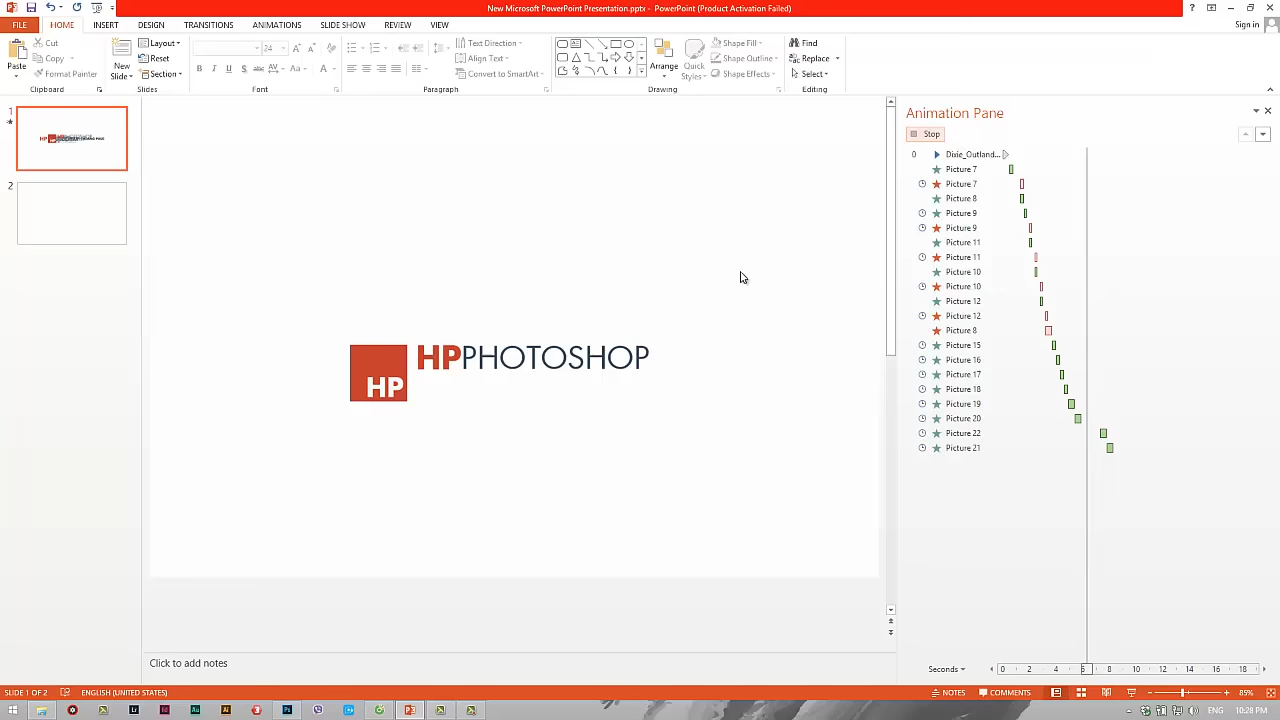 New Microsoft PowerPoint Presentation.pptx - PowerPoint (Product Activation Failed)
FILE HOME INSERT DESIGN TRANSITIONS ANIMATIONS SLIDE SHOW REVIEW VIEW Sign in
Paste Cut Copy Format Painter Clipboard
New Slide Layout Reset Section Slides
24 B I U S abc AV Aa A Font
Text Direction Align Text Convert to SmartArt Paragraph
Arrange Quick Styles Shape Fill Shape Outline Shape Effects Drawing
Find Replace Select Editing
1
2
HP
HPPHOTOSHOP
Click to add notes
Animation Pane
Stop
0 Dixie_Outland...
Picture 7
Picture 7
Picture 8
Picture 9
Picture 9
Picture 11
Picture 11
Picture 10
Picture 10
Picture 12
Picture 12
Picture 8
Picture 15
Picture 16
Picture 17
Picture 18
Picture 19
Picture 20
Picture 22
Picture 21
Seconds 0 2 4 6 8 10 12 14 16 18
SLIDE 1 OF 2 ENGLISH (UNITED STATES) NOTES COMMENTS 85%
ENG 10:28 PM